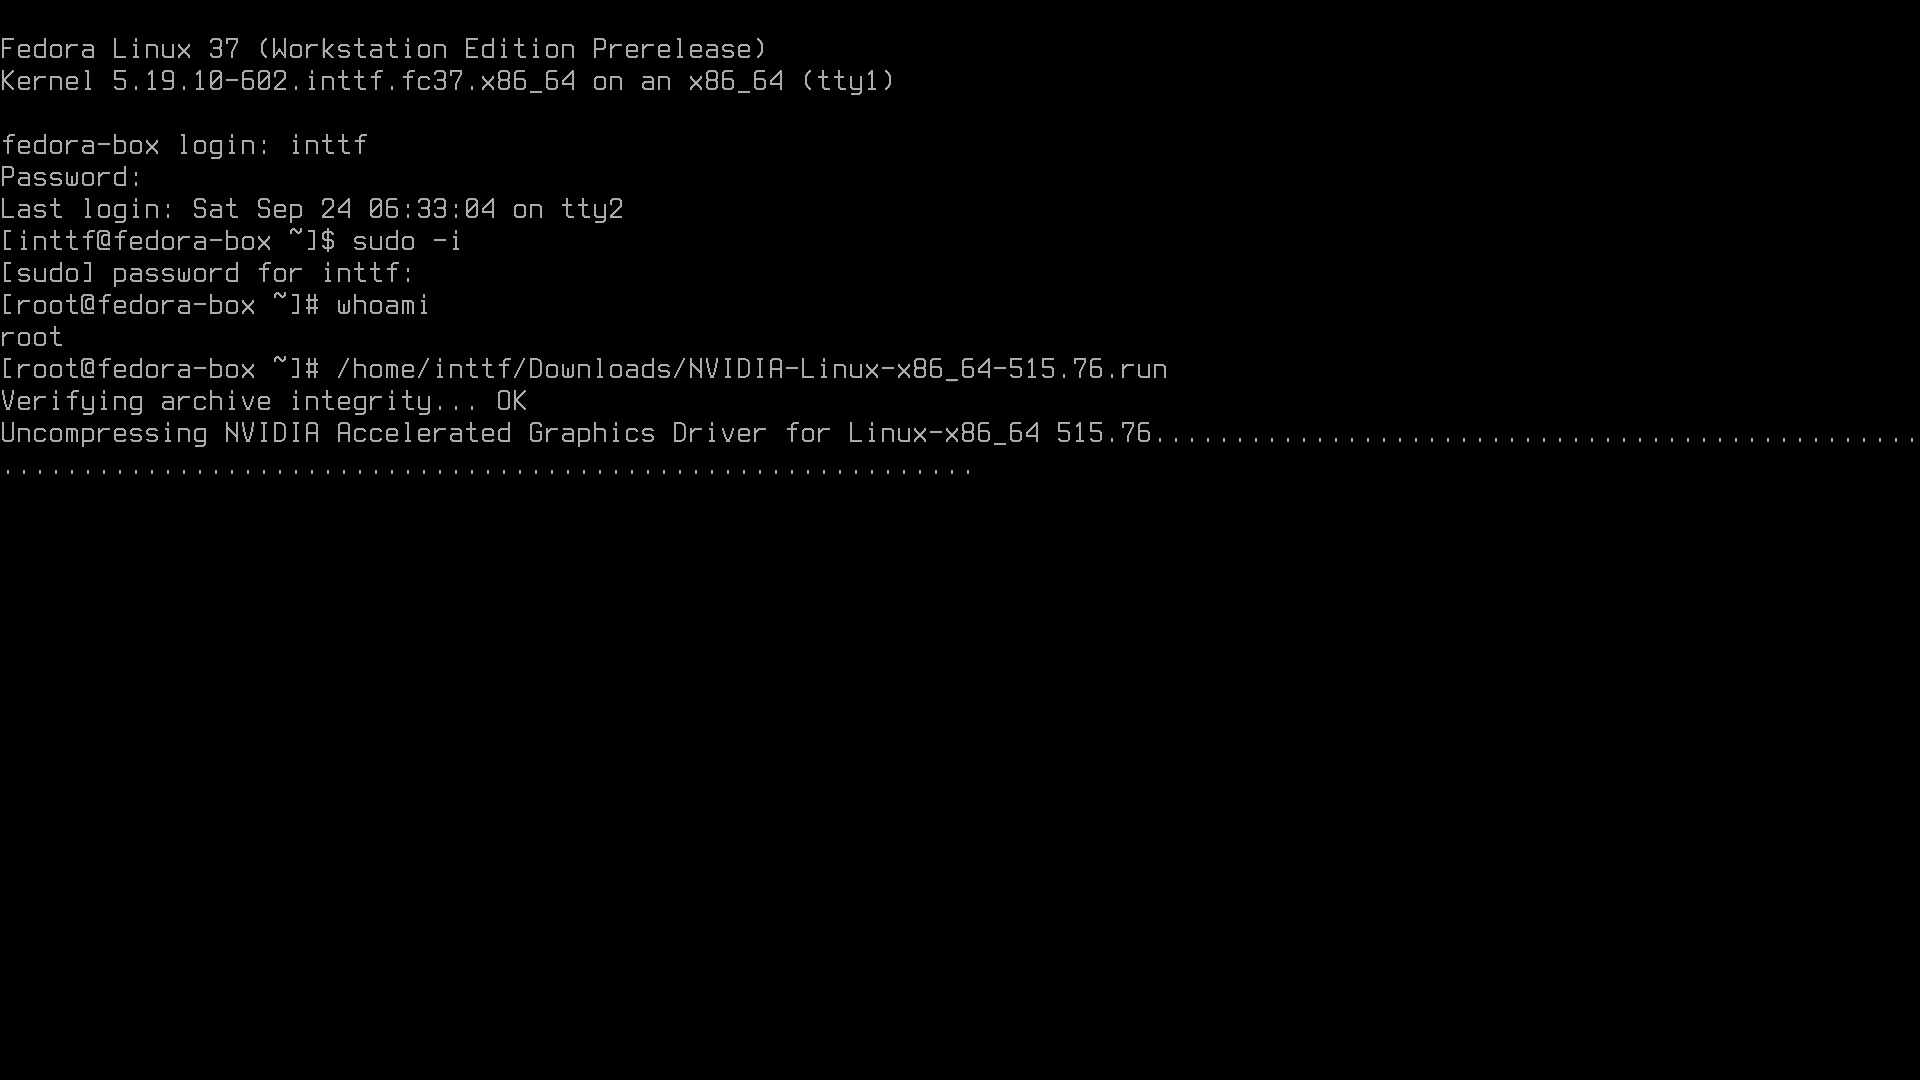 Fedora Linux 37 (Workstation Edition Prerelease)
Kernel 5.19.10-602.inttf.fc37.x86_64 on an x86_64 (tty1)
fedora-box login: inttf
Password:
Last login: Sat Sep 24 06:33:04 on tty2
[inttf@fedora-box ~]$ sudo -i
[sudo] password for inttf:
[root@fedora-box ~]# whoami
root
[root@fedora-box ~]# /home/inttf/Downloads/NVIDIA-Linux-x86_64-515.76.run
Verifying archive integrity... OK
Uncompressing NVIDIA Accelerated Graphics Driver for Linux-x86_64 515.76................................................
.............................................................